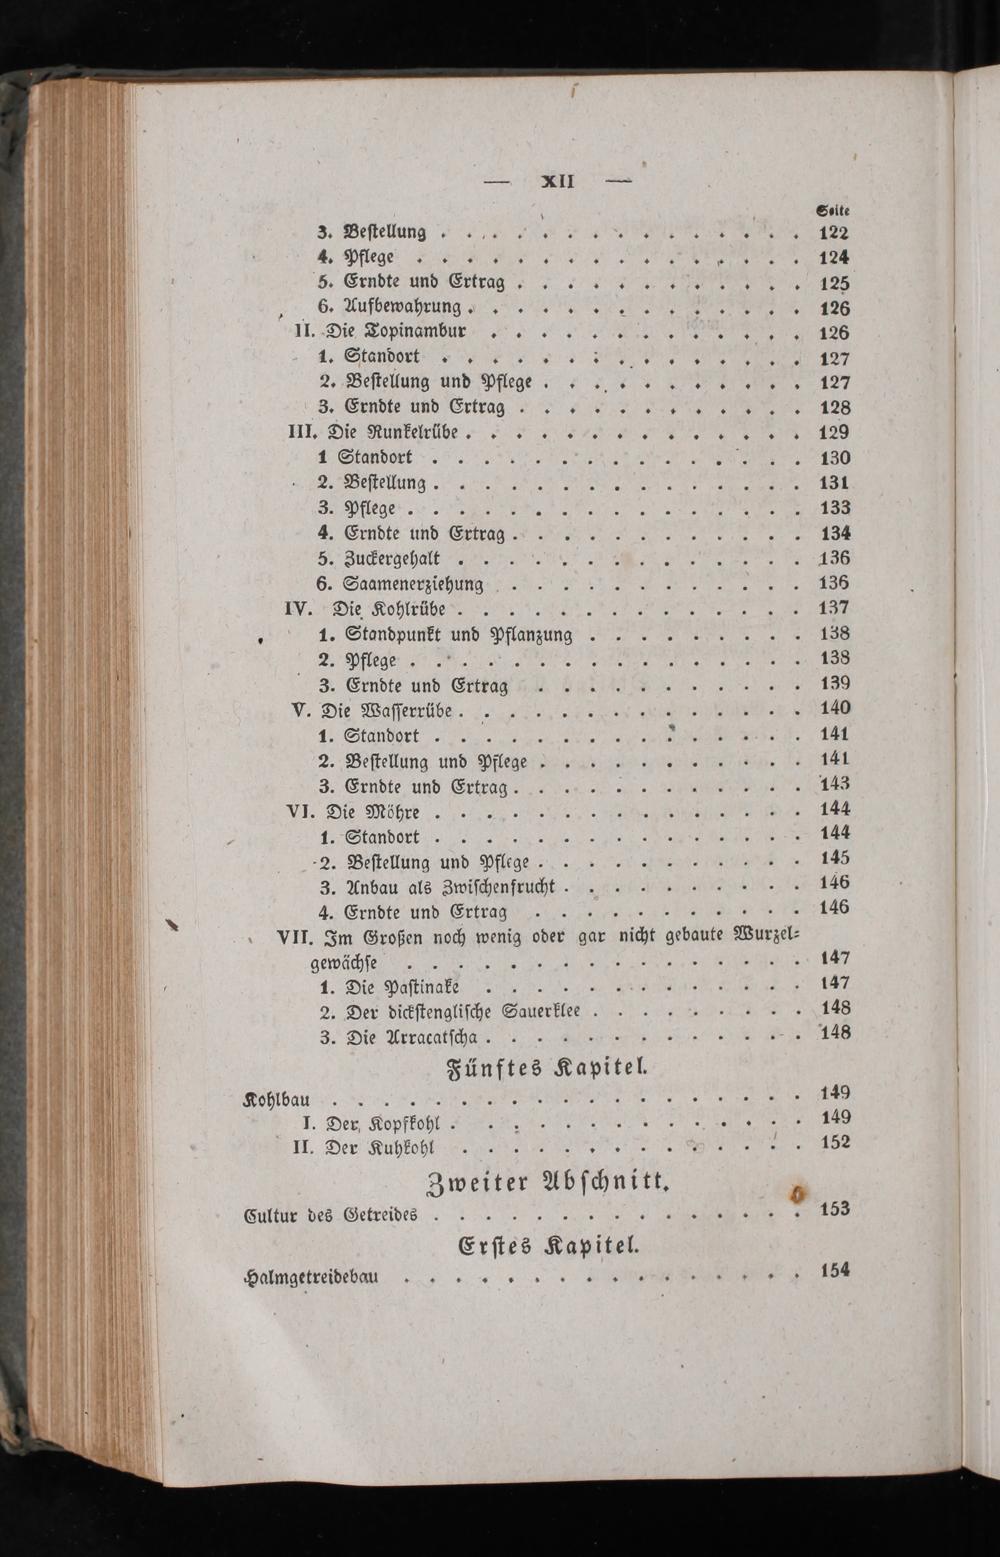 — XII —
Seite
3. Bestellung . . . . . . . . . . . . . . . 122
4. Pflege . . . . . . . . . . . . . . . . 124
5. Erndte und Ertrag . . . . . . . . . . . . 125
6. Aufbewahrung . . . . . . . . . . . . . . 126
II. Die Topinambur . . . . . . . . . . . . . 126
1. Standort . . . . . . . . . . . . . . . 127
2. Bestellung und Pflege . . . . . . . . . . . 127
3. Erndte und Ertrag . . . . . . . . . . . . 128
III. Die Runkelrübe . . . . . . . . . . . . . . 129
1 Standort . . . . . . . . . . . . . . . 130
2. Bestellung . . . . . . . . . . . . . . . 131
3. Pflege . . . . . . . . . . . . . . . . 133
4. Erndte und Ertrag . . . . . . . . . . . . 134
5. Zuckergehalt . . . . . . . . . . . . . . 136
6. Saamenerziehung . . . . . . . . . . . . 136
IV. Die Kohlrübe . . . . . . . . . . . . . . 137
1. Standpunkt und Pflanzung . . . . . . . . . 138
2. Pflege . . . . . . . . . . . . . . . . 138
3. Erndte und Ertrag . . . . . . . . . . . 139
V. Die Wasserrübe . . . . . . . . . . . . . . 140
1. Standort . . . . . . . . . . . . . . . 141
2. Bestellung und Pflege . . . . . . . . . . . 141
3. Erndte und Ertrag . . . . . . . . . . . . 143
VI. Die Möhre . . . . . . . . . . . . . . . 144
1. Standort . . . . . . . . . . . . . . . 144
2. Bestellung und Pflege . . . . . . . . . . . 145
3. Anbau als Zwischenfrucht . . . . . . . . . . 146
4. Erndte und Ertrag . . . . . . . . . . . 146
VII. Im Großen noch wenig oder gar nicht gebaute Wurzel-
gewächse . . . . . . . . . . . . . . . . 147
1. Die Pastinake . . . . . . . . . . . . . 147
2. Der dickstenglische Sauerklee . . . . . . . . . 148
3. Die Arracatscha . . . . . . . . . . . . . 148
Fünftes Kapitel.
Kohlbau . . . . . . . . . . . . . . . . . . . 149
I. Der Kopfkohl . . . . . . . . . . . . . . 149
II. Der Kuhkohl . . . . . . . . . . . . . . 152
Zweiter Abschnitt.
Cultur des Getreides . . . . . . . . . . . . . . . 153
Erstes Kapitel.
Halmgetreidebau . . . . . . . . . . . . . . . . 154